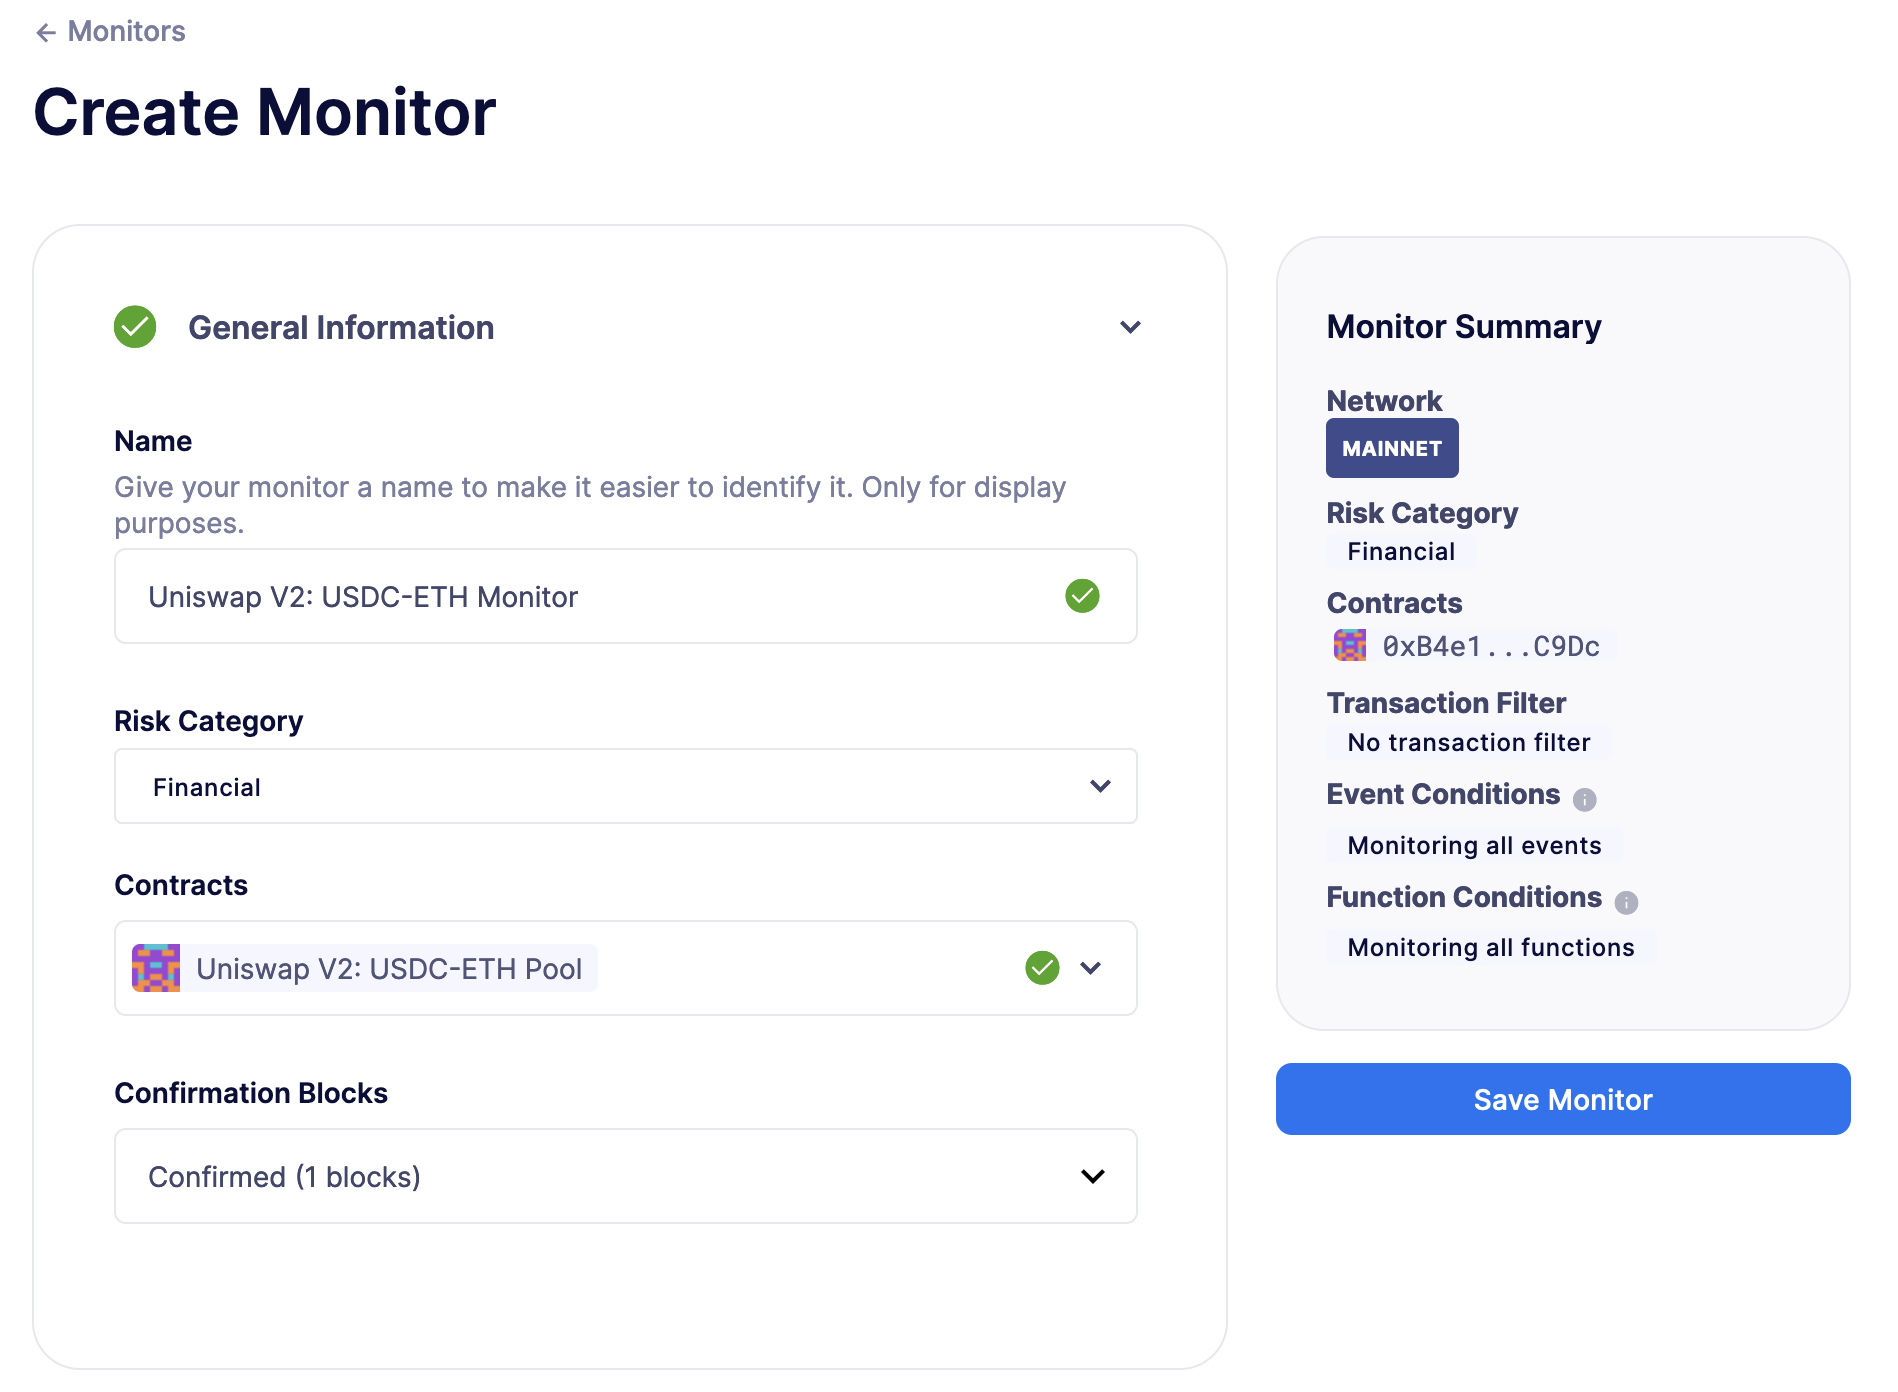 Monitors
Create Monitor
General Information
Name
Give your monitor a name to make it easier to identify it. Only for display
purposes.
Uniswap V2: USDC-ETH Monitor
Risk Category
Financial
Contracts
Uniswap V2: USDC-ETH Pool
Confirmation Blocks
Confirmed (1 blocks)
Monitor Summary
Network
MAINNET
Risk Category
Financial
Contracts
0xB4e1...C9Dc
Transaction Filter
No transaction filter
Event Conditions
Monitoring all events
Function Conditions
Monitoring all functions
Save Monitor